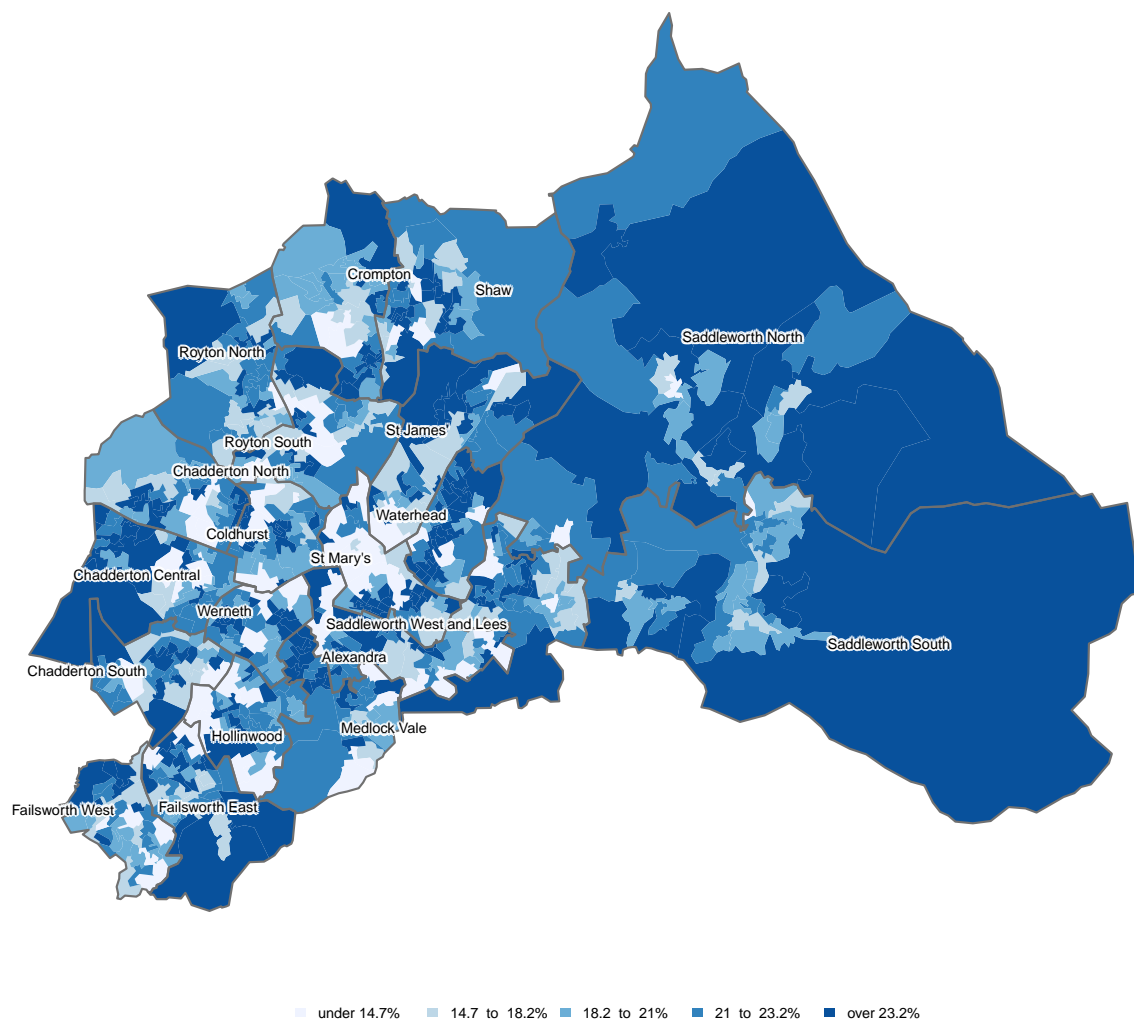 Crompton
Shaw
Saddleworth North
Royton North
St James'
Royton South
Chadderton North
Waterhead
Coldhurst
St Mary's
Chadderton Central
Werneth
Saddleworth West and Lees
Saddleworth South
Alexandra
Chadderton South
Medlock Vale
Hollinwood
Failsworth West
Failsworth East
under 14.7% 14.7 to 18.2% 18.2 to 21% 21 to 23.2% over 23.2%